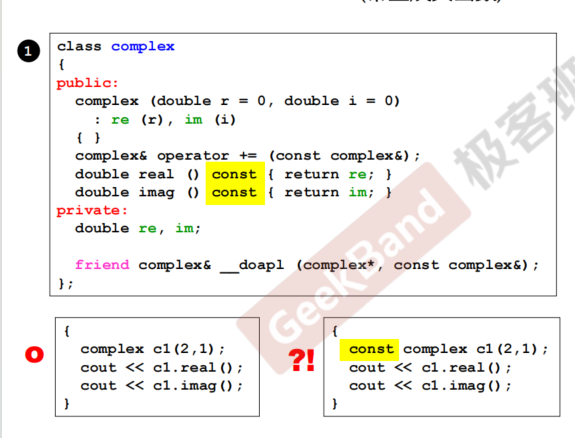 1
class complex
{
public:
complex (double r = 0, double i = 0)
: re (r), im (i)
{ }
complex& operator += (const complex&);
double real () const { return re; }
double imag () const { return im; }
private:
double re, im;
friend complex& __doapl (complex*, const complex&);
};
GeekBand 极客班
O
{
complex c1(2,1);
cout << c1.real();
cout << c1.imag();
}
?!
{
const complex c1(2,1);
cout << c1.real();
cout << c1.imag();
}